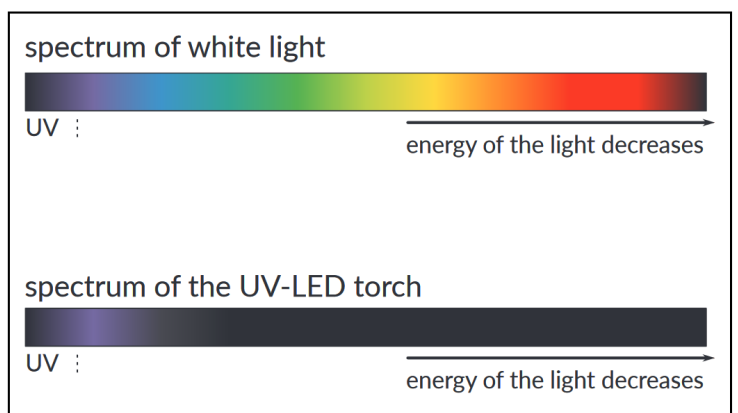 spectrum of white light
UV
energy of the light decreases
spectrum of the UV-LED torch
UV
energy of the light decreases